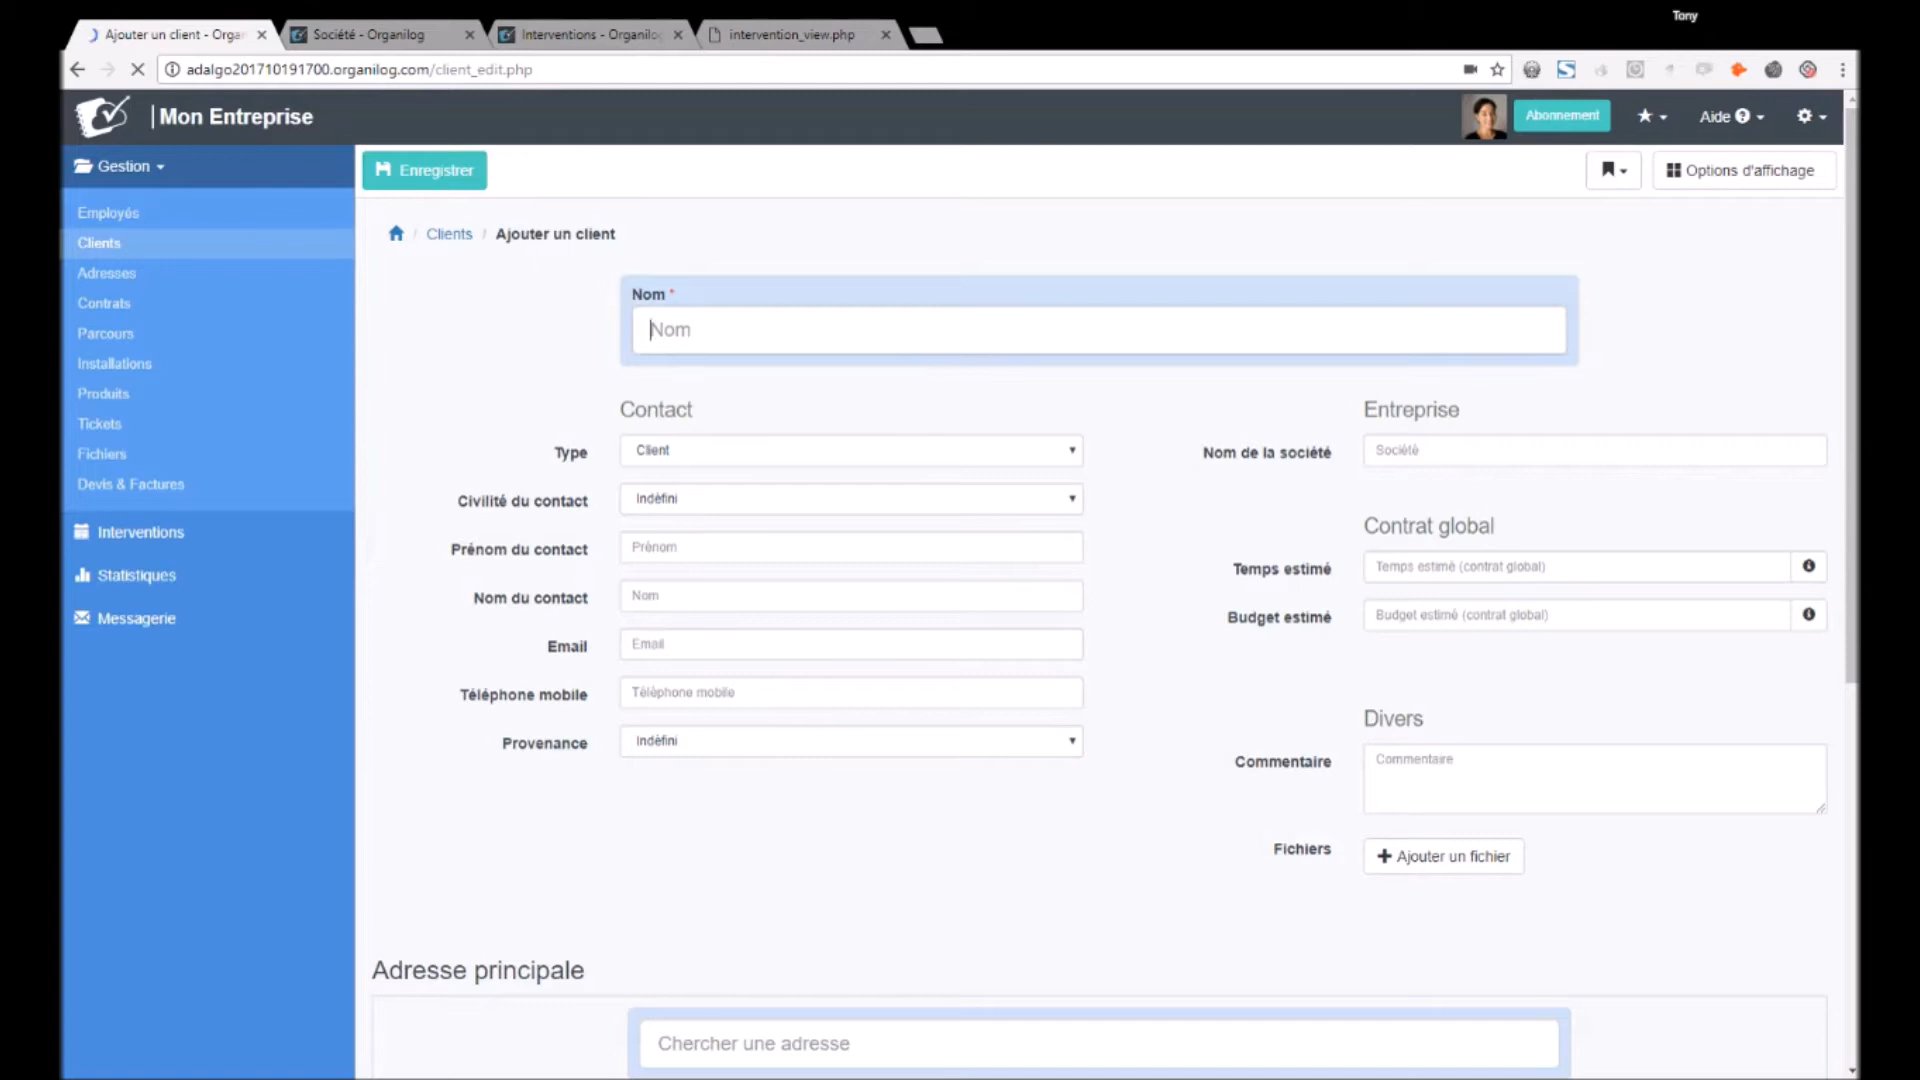 Tony
Ajouter un client - Organ
Société - Organilog
Interventions - Organilog
intervention_view.php
adalgo201710191700.organilog.com/client_edit.php
| Mon Entreprise
Abonnement
Aide
Gestion
Enregistrer
Options d'affichage
Employés
Clients
Adresses
Contrats
Parcours
Installations
Produits
Tickets
Fichiers
Devis & Factures
Interventions
Statistiques
Messagerie
/ Clients / Ajouter un client
Nom *
Nom
Contact
Type
Client
Civilité du contact
Indéfini
Prénom du contact
Prénom
Nom du contact
Nom
Email
Email
Téléphone mobile
Téléphone mobile
Provenance
Indéfini
Entreprise
Nom de la société
Société
Contrat global
Temps estimé
Temps estimé (contrat global)
Budget estimé
Budget estimé (contrat global)
Divers
Commentaire
Commentaire
Fichiers
Ajouter un fichier
Adresse principale
Chercher une adresse